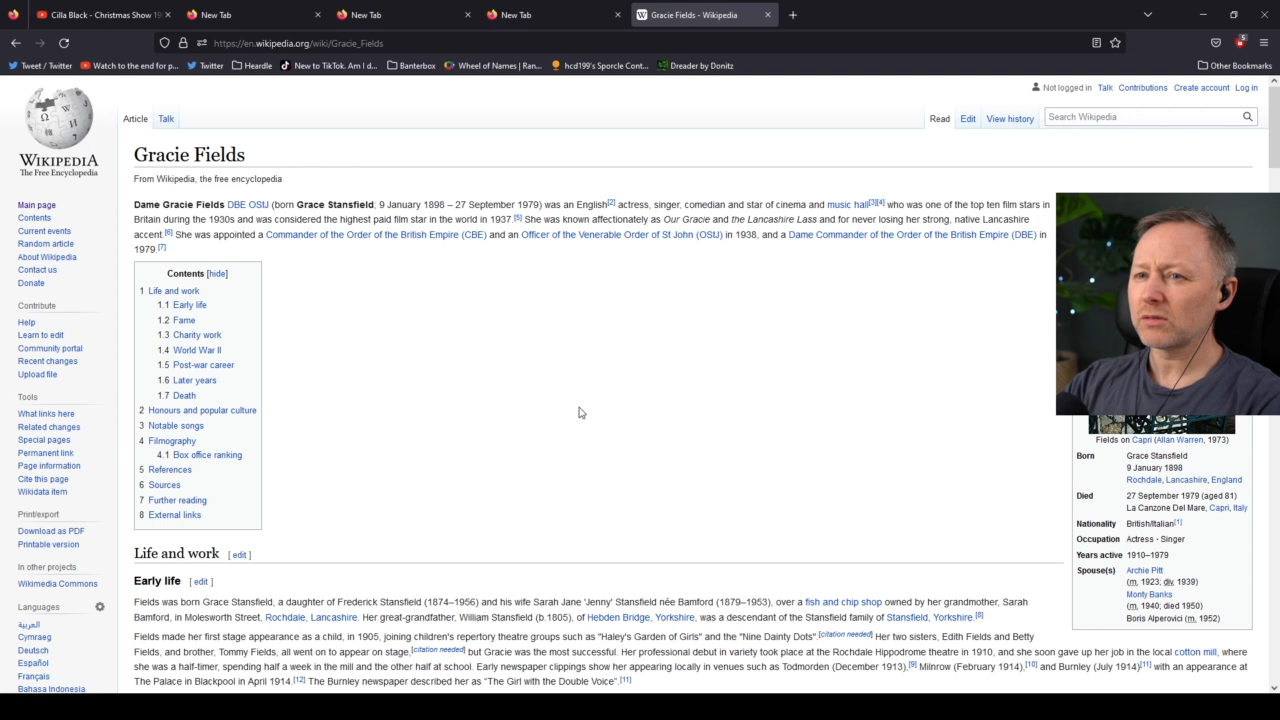 Cilla Black - Christmas Show 19
New Tab
New Tab
New Tab
Gracie Fields - Wikipedia
https://en.wikipedia.org/wiki/Gracie_Fields
5
Tweet / Twitter
Watch to the end for p...
Twitter
Heardle
New to TikTok. Am I d...
Banterbox
Wheel of Names | Ran...
hcd199's Sporcle Cont...
Dreader by Donitz
Other Bookmarks
Not logged in Talk Contributions Create account Log in
Article Talk
Read Edit View history
Search Wikipedia
WIKIPEDIA
The Free Encyclopedia
Main page
Contents
Current events
Random article
About Wikipedia
Contact us
Donate
Contribute
Help
Learn to edit
Community portal
Recent changes
Upload file
Tools
What links here
Related changes
Special pages
Permanent link
Page information
Cite this page
Wikidata item
Print/export
Download as PDF
Printable version
In other projects
Wikimedia Commons
Languages
العربية
Cymraeg
Deutsch
Español
Français
Bahasa Indonesia
Gracie Fields
From Wikipedia, the free encyclopedia
Dame Gracie Fields DBE OStJ (born Grace Stansfield; 9 January 1898 – 27 September 1979) was an English[2] actress, singer, comedian and star of cinema and music hall[3][4] who was one of the top ten film stars in
Britain during the 1930s and was considered the highest paid film star in the world in 1937.[5] She was known affectionately as Our Gracie and the Lancashire Lass and for never losing her strong, native Lancashire
accent.[6] She was appointed a Commander of the Order of the British Empire (CBE) and an Officer of the Venerable Order of St John (OStJ) in 1938, and a Dame Commander of the Order of the British Empire (DBE) in
1979.[7]
Contents [hide]
1 Life and work
1.1 Early life
1.2 Fame
1.3 Charity work
1.4 World War II
1.5 Post-war career
1.6 Later years
1.7 Death
2 Honours and popular culture
3 Notable songs
4 Filmography
4.1 Box office ranking
5 References
6 Sources
7 Further reading
8 External links
Fields on Capri (Allan Warren, 1973)
Born Grace Stansfield
9 January 1898
Rochdale, Lancashire, England
Died 27 September 1979 (aged 81)
La Canzone Del Mare, Capri, Italy
Nationality British/Italian[1]
Occupation Actress · Singer
Years active 1910–1979
Spouse(s) Archie Pitt
(m. 1923; div. 1939)
Monty Banks
(m. 1940; died 1950)
Boris Alperovici (m. 1952)
Life and work [ edit ]
Early life [ edit ]
Fields was born Grace Stansfield, a daughter of Frederick Stansfield (1874–1956) and his wife Sarah Jane 'Jenny' Stansfield née Bamford (1879–1953), over a fish and chip shop owned by her grandmother, Sarah
Bamford, in Molesworth Street, Rochdale, Lancashire. Her great-grandfather, William Stansfield (b.1805), of Hebden Bridge, Yorkshire, was a descendant of the Stansfield family of Stansfield, Yorkshire.[8]
Fields made her first stage appearance as a child, in 1905, joining children's repertory theatre groups such as "Haley's Garden of Girls" and the "Nine Dainty Dots" [citation needed] Her two sisters, Edith Fields and Betty
Fields, and brother, Tommy Fields, all went on to appear on stage,[citation needed] but Gracie was the most successful. Her professional debut in variety took place at the Rochdale Hippodrome theatre in 1910, and she soon gave up her job in the local cotton mill, where
she was a half-timer, spending half a week in the mill and the other half at school. Early newspaper clippings show her appearing locally in venues such as Todmorden (December 1913),[9] Milnrow (February 1914),[10] and Burnley (July 1914)[11] with an appearance at
The Palace in Blackpool in April 1914.[12] The Burnley newspaper described her as "The Girl with the Double Voice".[11]